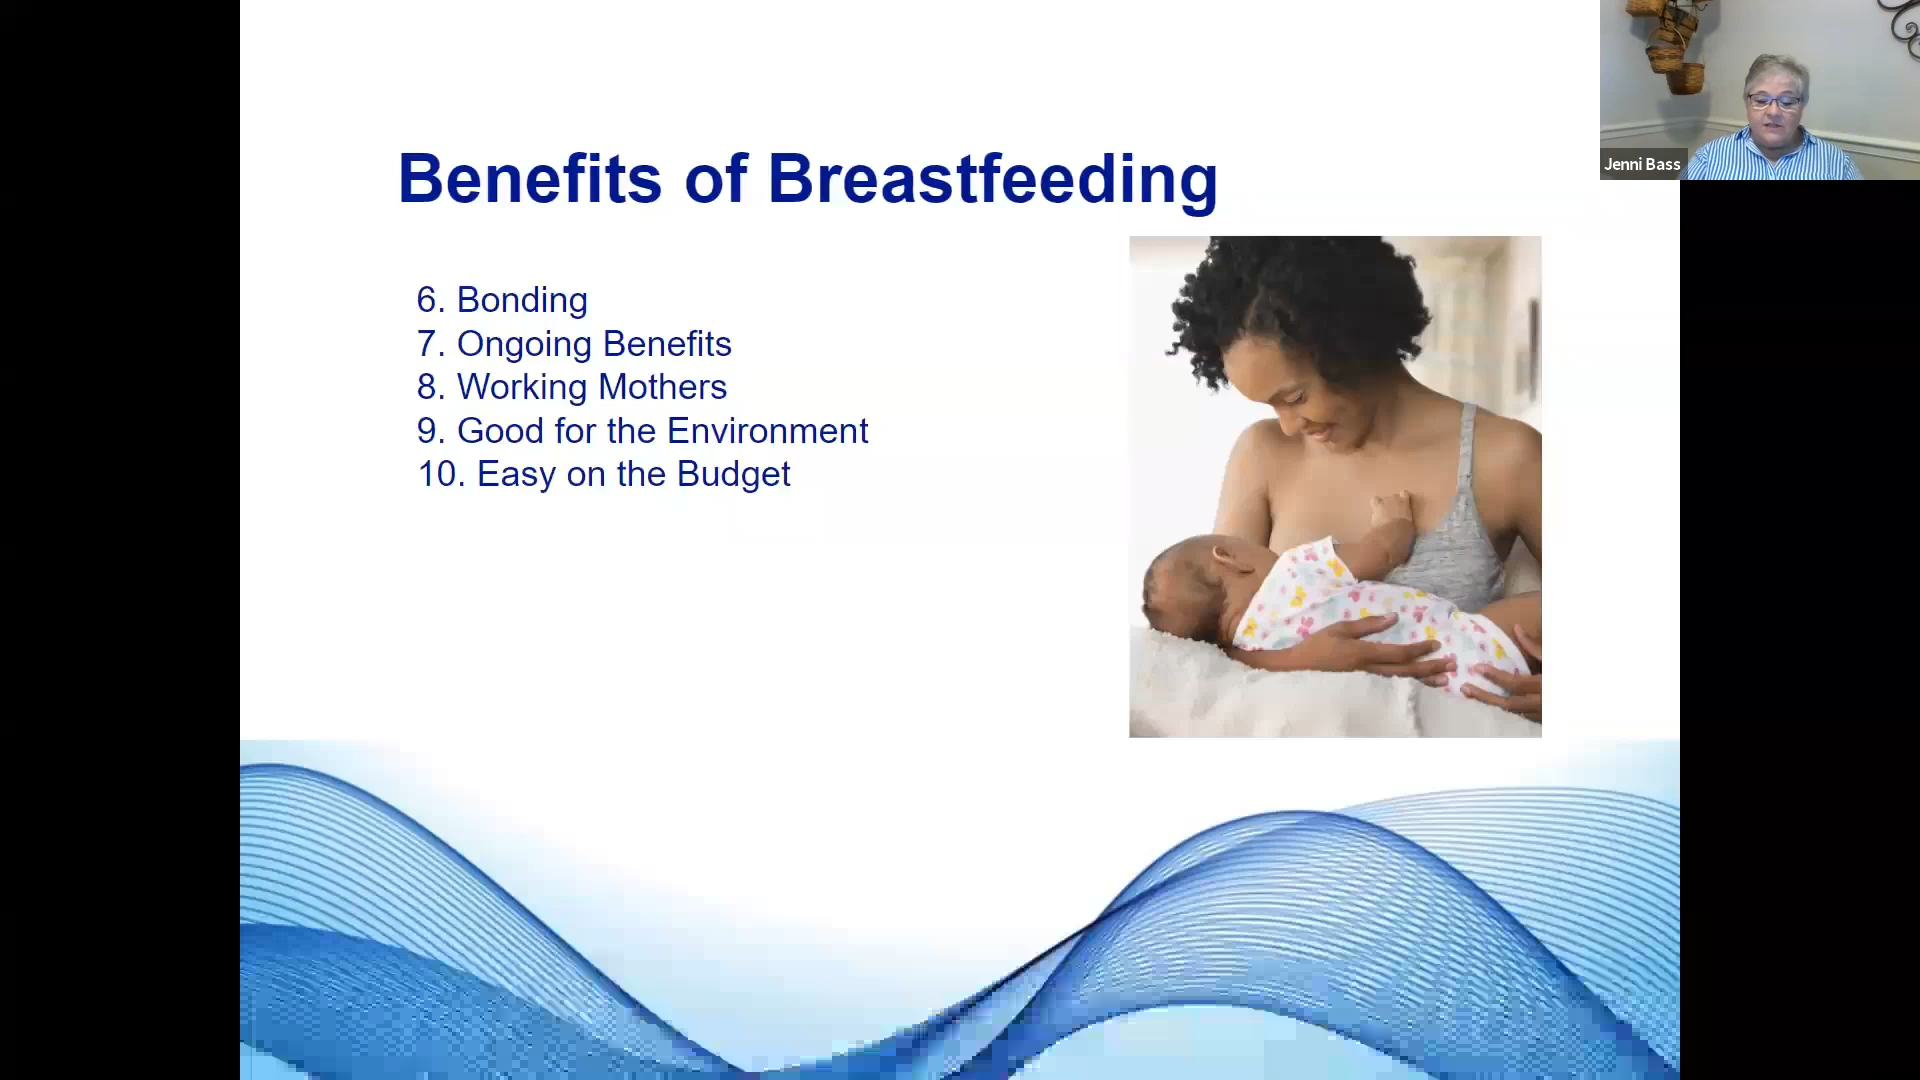 Benefits of Breastfeeding
6. Bonding
7. Ongoing Benefits
8. Working Mothers
9. Good for the Environment
10. Easy on the Budget
Jenni Bass